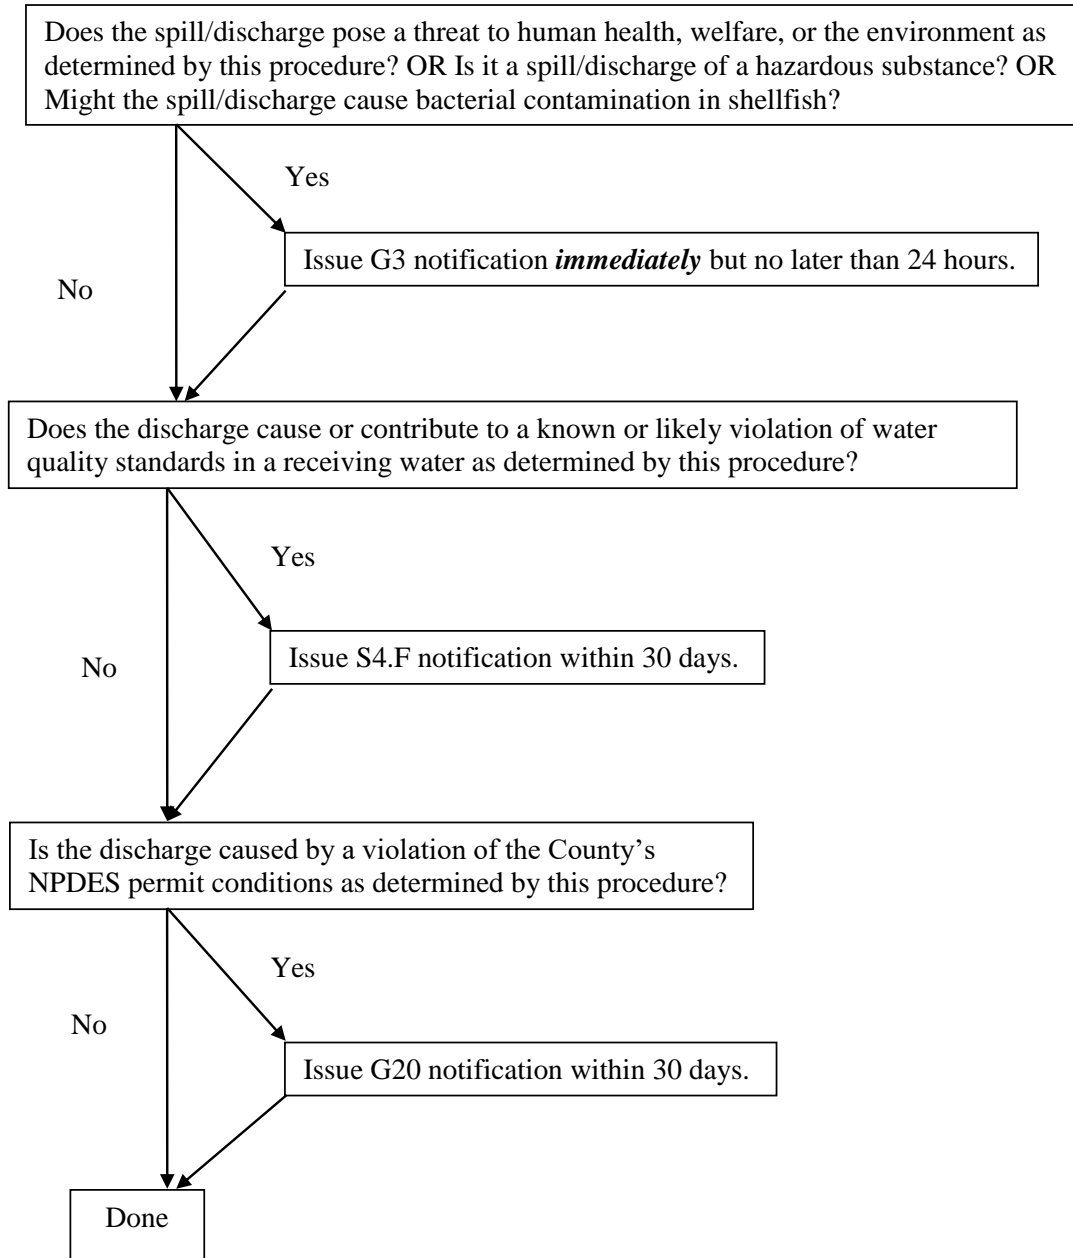 Does the spill/discharge pose a threat to human health, welfare, or the environment as
determined by this procedure? OR Is it a spill/discharge of a hazardous substance? OR
Might the spill/discharge cause bacterial contamination in shellfish?
Yes
Issue G3 notification immediately but no later than 24 hours.
No
Does the discharge cause or contribute to a known or likely violation of water
quality standards in a receiving water as determined by this procedure?
Yes
Issue S4.F notification within 30 days.
No
Is the discharge caused by a violation of the County’s
NPDES permit conditions as determined by this procedure?
Yes
No
Issue G20 notification within 30 days.
Done